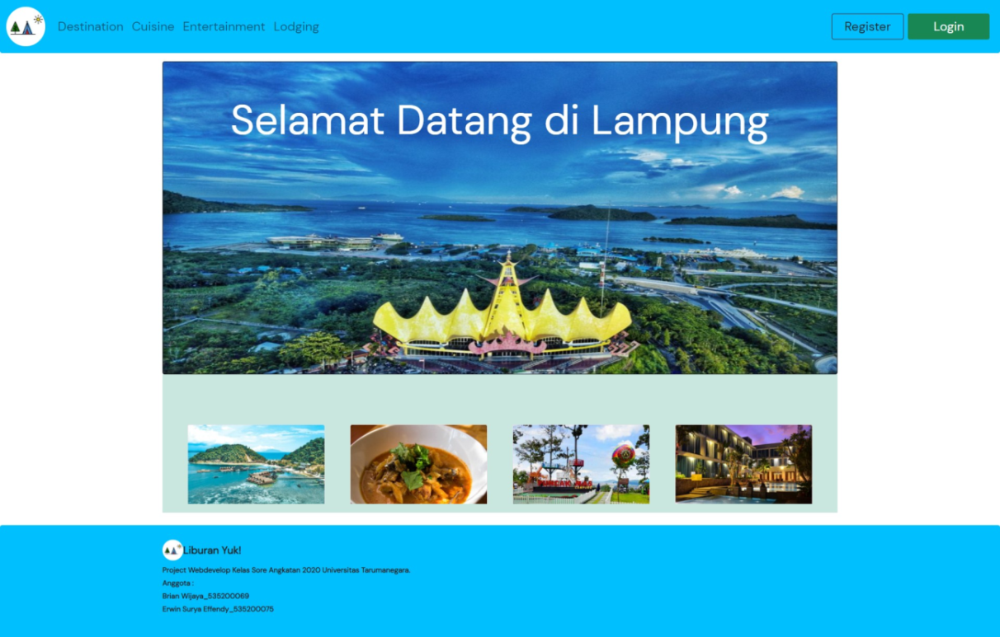 Destination Cuisine Entertainment Lodging Register Login
Selamat Datang di Lampung
Liburan Yuk!
Project Webdevelop Kelas Sore Angkatan 2020 Universitas Tarumanegara.
Anggota :
Brian Wijaya_535200069
Erwin Surya Effendy_535200075